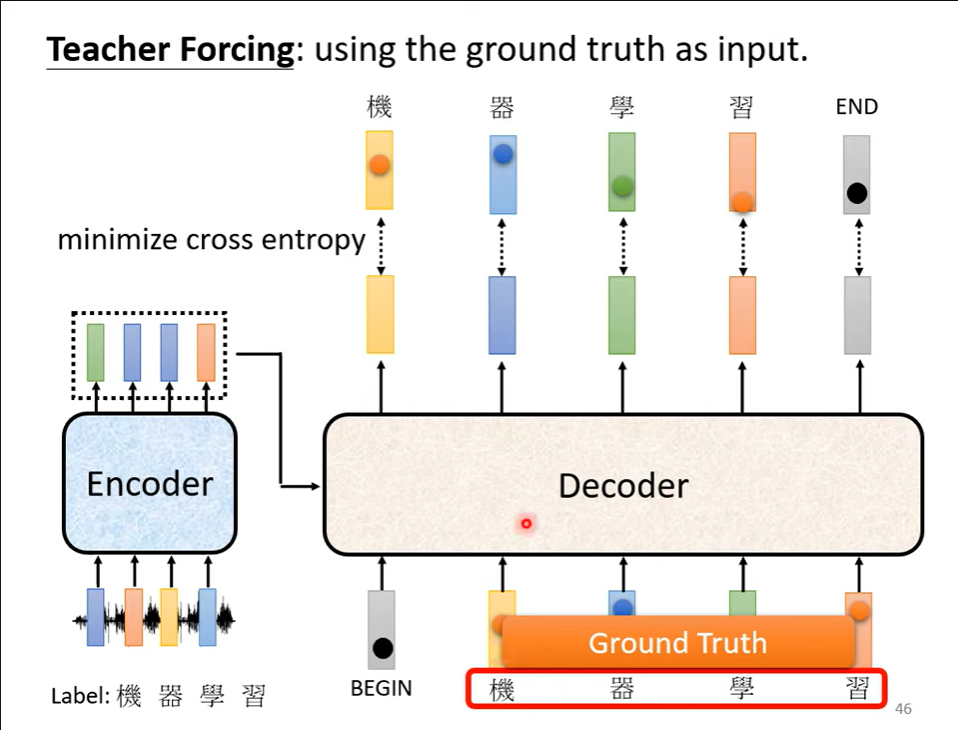 Teacher Forcing: using the ground truth as input.
機 器 學 習 END
minimize cross entropy
Encoder
Decoder
Ground Truth
Label: 機 器 學 習
BEGIN 機 器 學 習
46